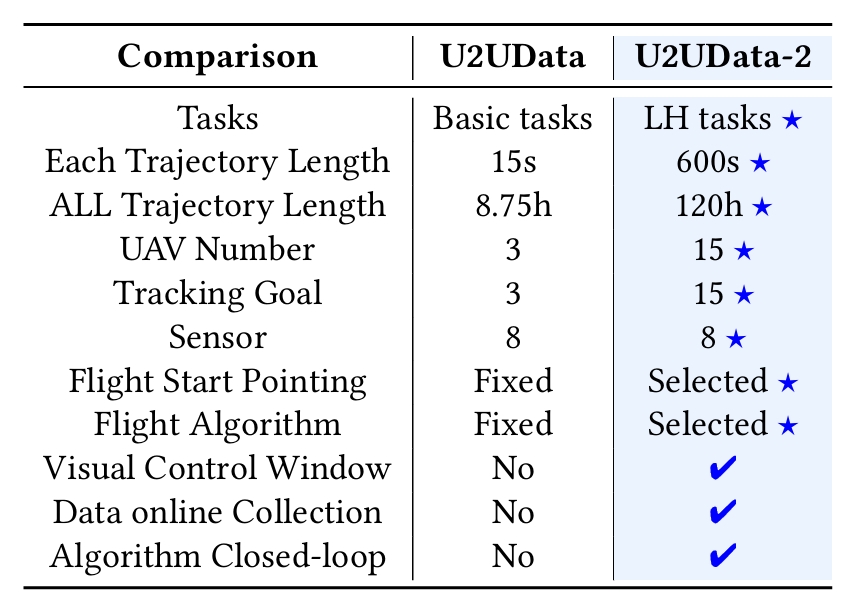 Comparison U2UData U2UData-2
Tasks Basic tasks LH tasks ★
Each Trajectory Length 15s 600s ★
ALL Trajectory Length 8.75h 120h ★
UAV Number 3 15 ★
Tracking Goal 3 15 ★
Sensor 8 8 ★
Flight Start Pointing Fixed Selected ★
Flight Algorithm Fixed Selected ★
Visual Control Window No ✔
Data online Collection No ✔
Algorithm Closed-loop No ✔